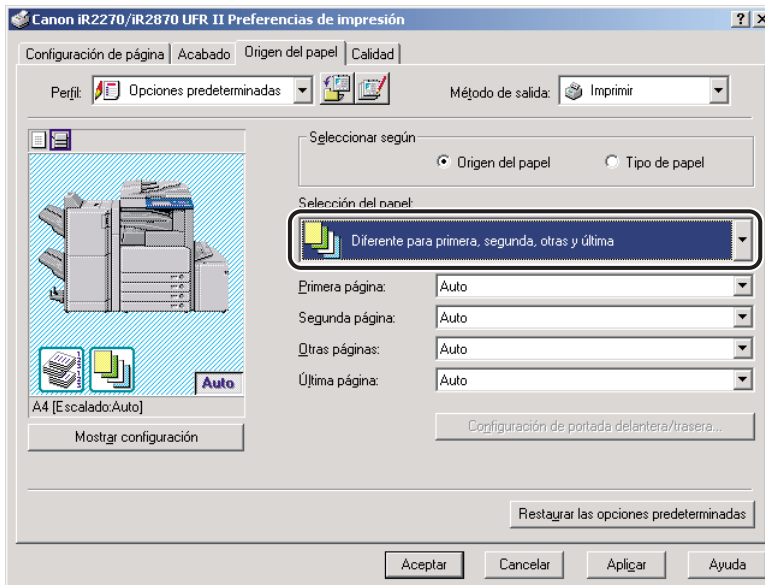 Canon iR2270/iR2870 UFR II Preferencias de impresión
Configuración de página Acabado Origen del papel Calidad
Perfil: Opciones predeterminadas Método de salida: Imprimir
Seleccionar según
Origen del papel Tipo de papel
Selección del papel:
Diferente para primera, segunda, otras y última
Primera página: Auto
Segunda página: Auto
Otras páginas: Auto
Última página: Auto
Auto
A4 [Escalado:Auto]
Configuración de portada delantera/trasera...
Mostrar configuración
Restaurar las opciones predeterminadas
Aceptar Cancelar Aplicar Ayuda